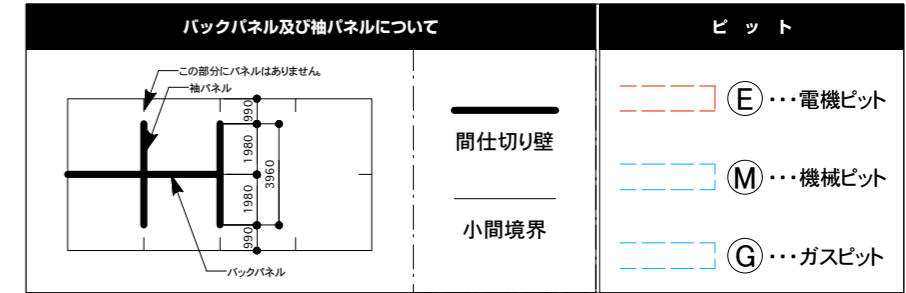 バックパネル及び袖パネルについて
この部分にパネルはありません。
袖パネル
990
1980
3960
1980
990
バックパネル
間仕切り壁
小間境界
ピット
Ⓔ・・・電機ピット
Ⓜ・・・機械ピット
Ⓖ・・・ガスピット